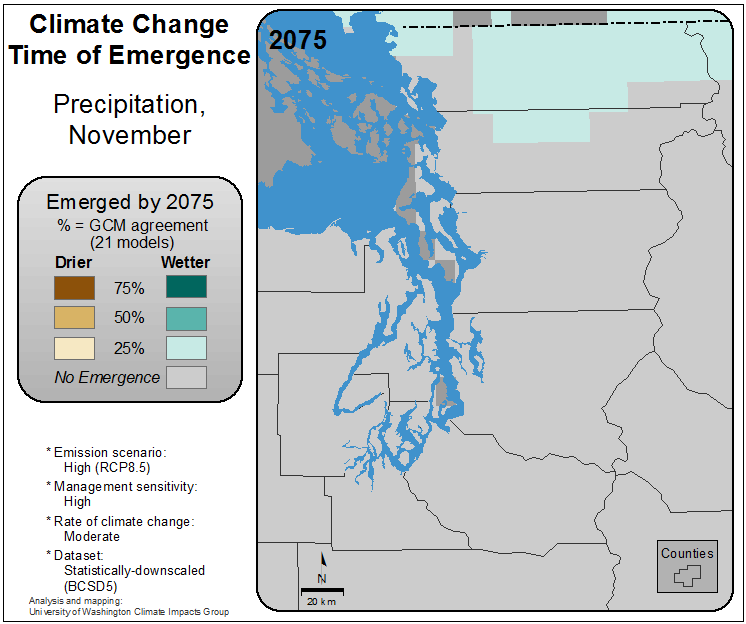 Climate Change
Time of Emergence
Precipitation,
November
Emerged by 2075
% = GCM agreement
(21 models)
Drier Wetter
75%
50%
25%
No Emergence
* Emission scenario:
High (RCP8.5)
* Management sensitivity:
High
* Rate of climate change:
Moderate
* Dataset:
Statistically-downscaled
(BCSD5)
Analysis and mapping:
University of Washington Climate Impacts Group
2075
N
20 km
Counties